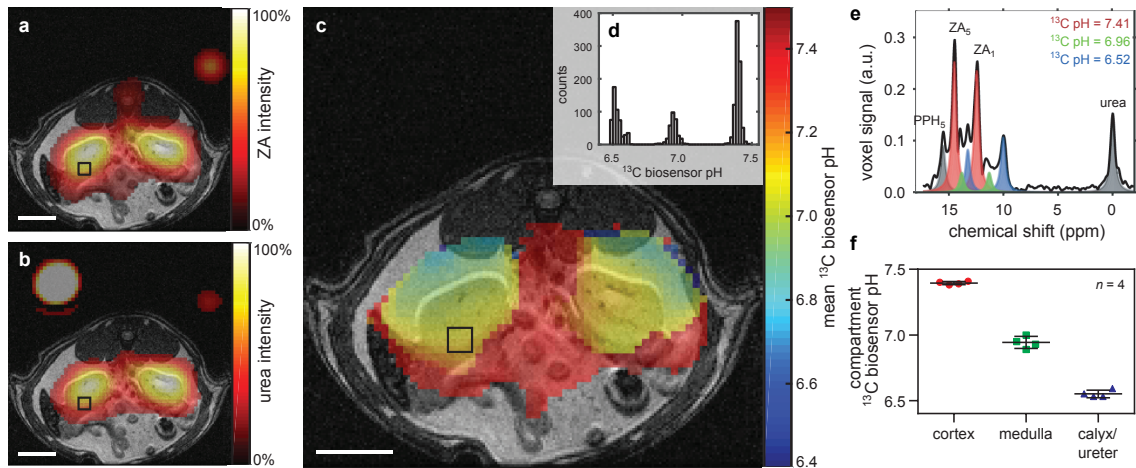 a
100%
ZA intensity
0%
b
100%
urea intensity
0%
c
d
400
300
200
100
0
counts
6.5
7.0
7.5
¹³C biosensor pH
7.4
7.2
7.0
6.8
6.6
6.4
mean ¹³C biosensor pH
e
¹³C pH = 7.41
¹³C pH = 6.96
¹³C pH = 6.52
ZA₅
ZA₁
PPH₅
urea
0.3
0.2
0.1
0.0
voxel signal (a.u.)
15
10
5
0
chemical shift (ppm)
f
n = 4
7.5
7.0
6.5
compartment
¹³C biosensor pH
cortex
medulla
calyx/
ureter